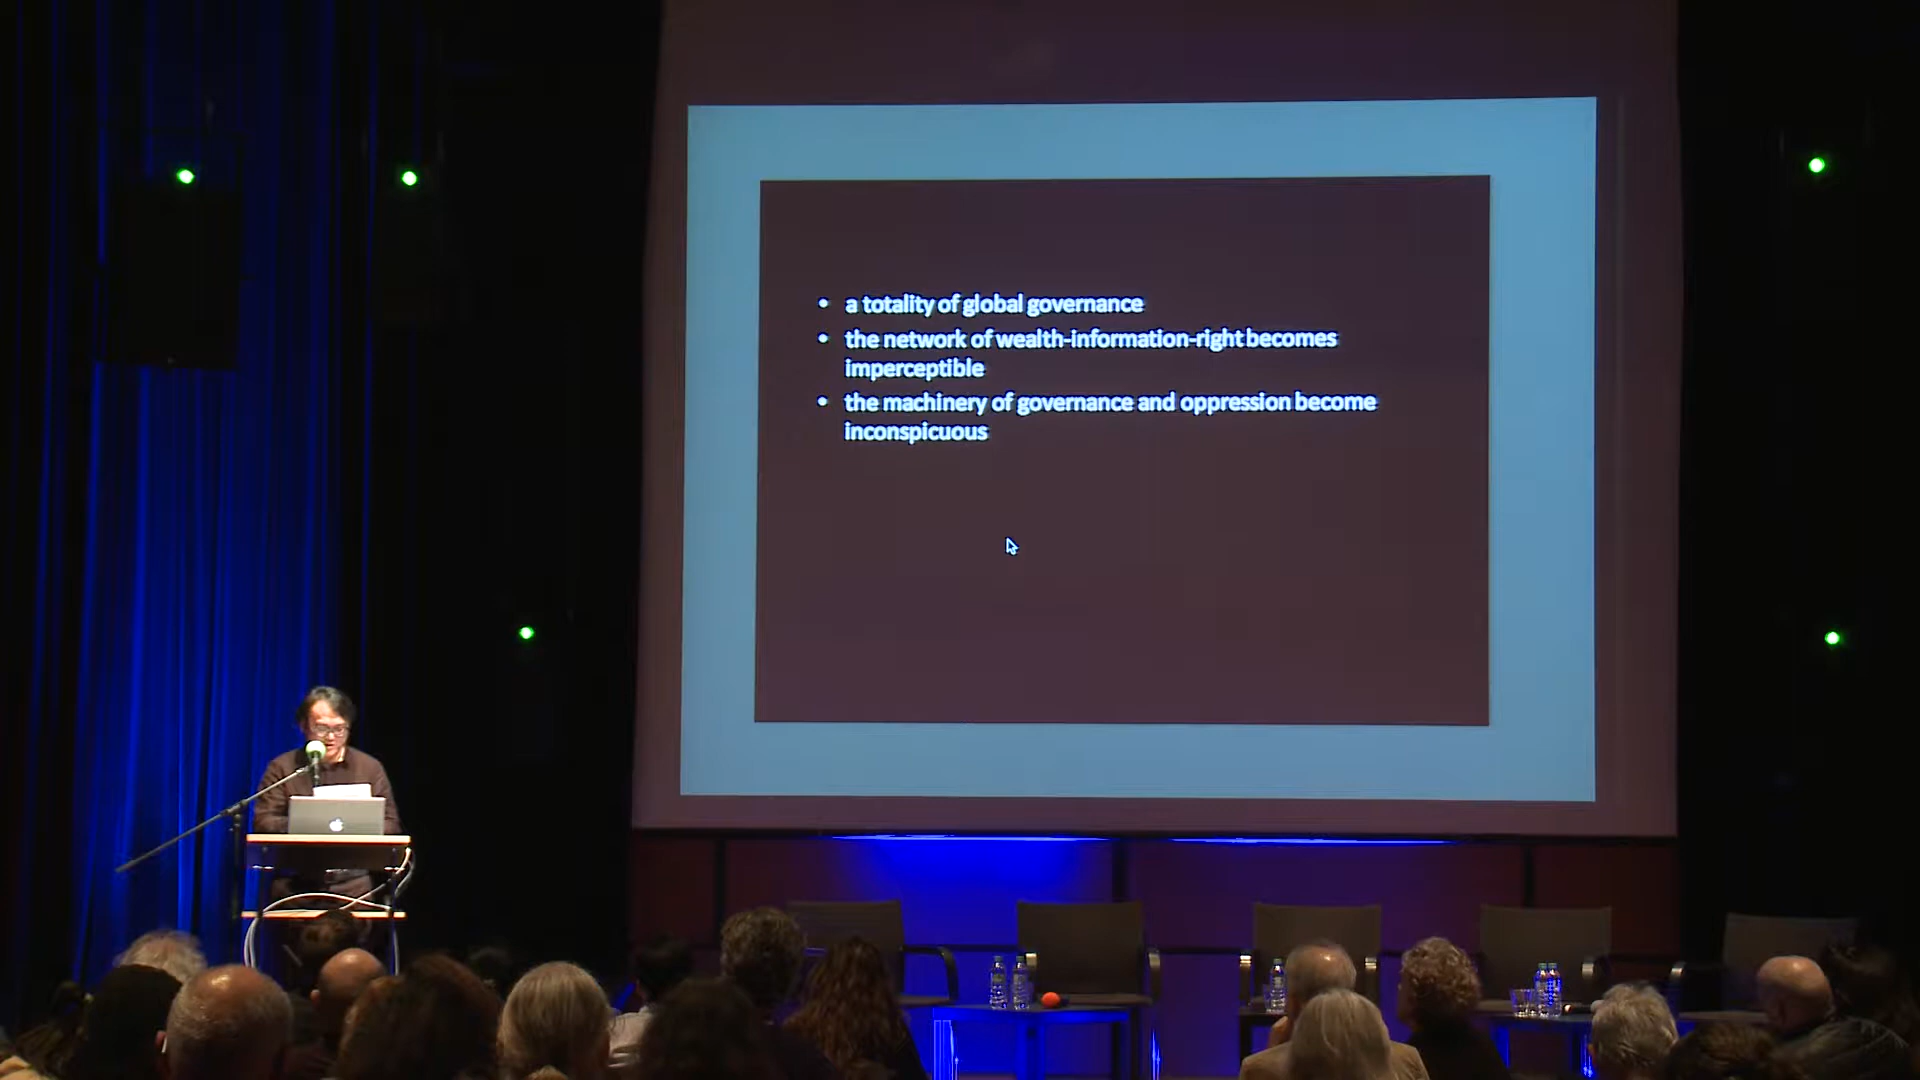 • a totality of global governance
• the network of wealth-information-right becomes
imperceptible
• the machinery of governance and oppression become
inconspicuous